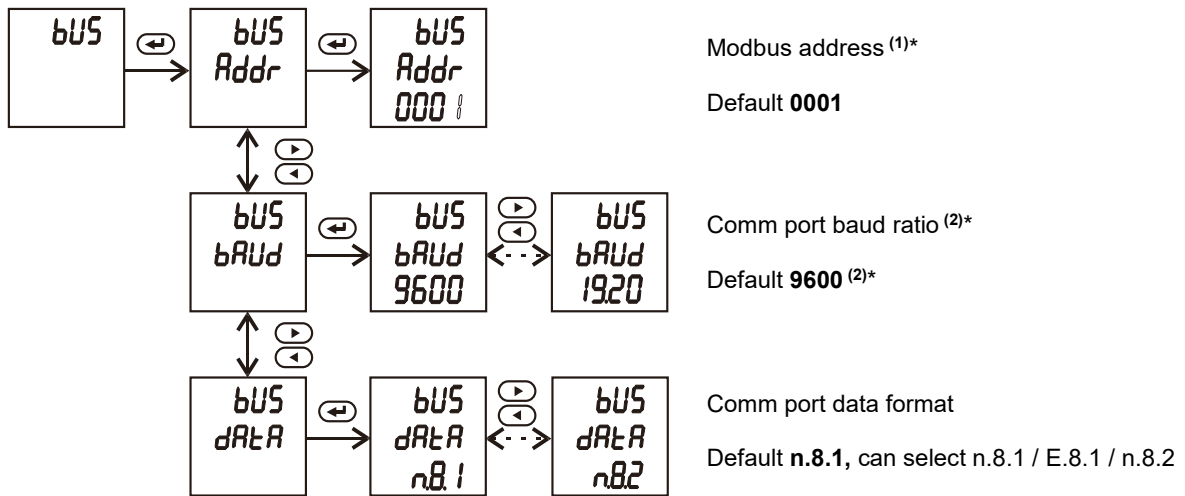 bUS
bUS
Addr
bUS
Addr
0001
Modbus address (1)*
Default 0001
bUS
bAUd
bUS
bAUd
9600
bUS
bAUd
19.20
Comm port baud ratio (2)*
Default 9600 (2)*
bUS
dAtA
bUS
dAtA
n.8.1
bUS
dAtA
n.8.2
Comm port data format
Default n.8.1, can select n.8.1 / E.8.1 / n.8.2